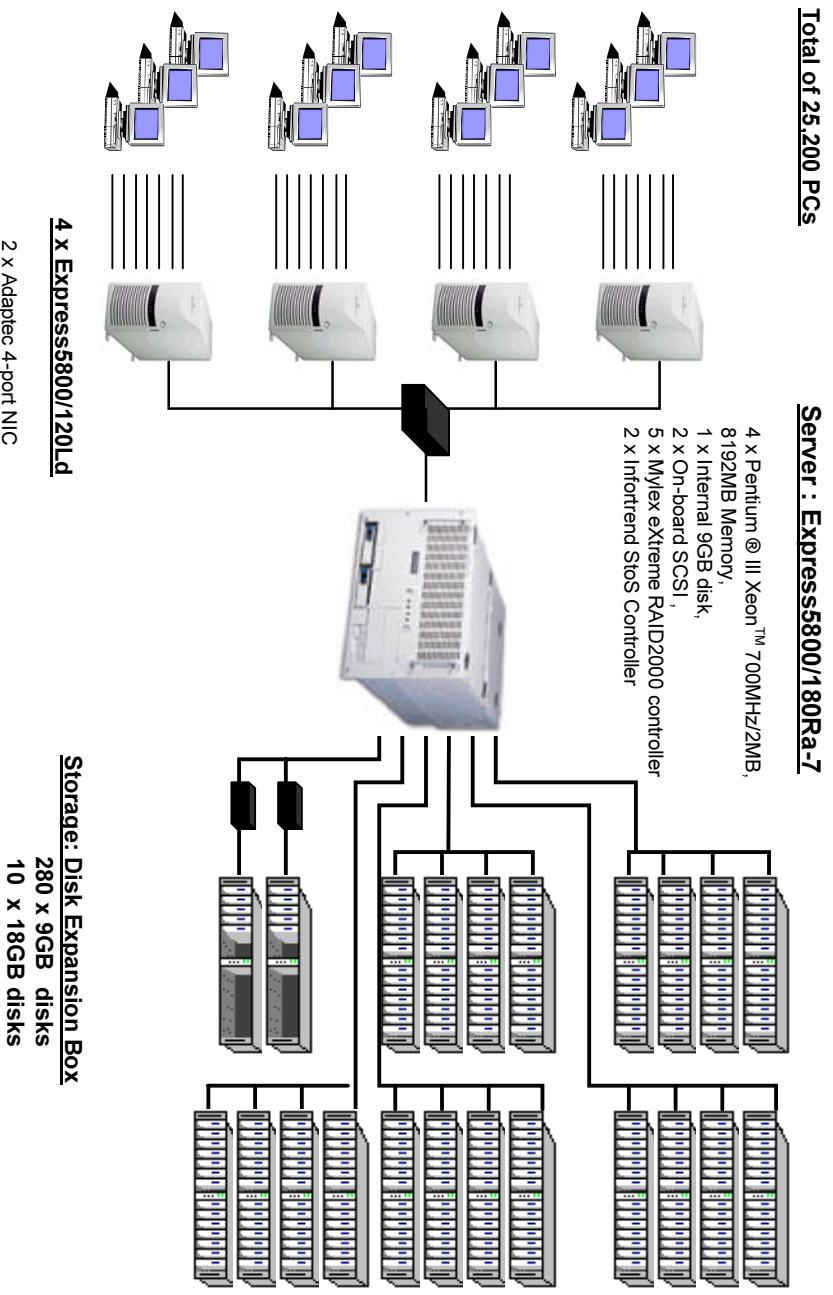 Total of 25,200 PCs
4 x Express5800/120Ld
2 x Adaptec 4-port NIC
Server : Express5800/180Ra-7
4 x Pentium ® III Xeon™ 700MHz/2MB,
8192MB Memory,
1 x Internal 9GB disk,
2 x On-board SCSI,
5 x Mylex eXtreme RAID2000 controller
2 x Infortrend StoS Controller
Storage: Disk Expansion Box
280 x 9GB disks
10 x 18GB disks